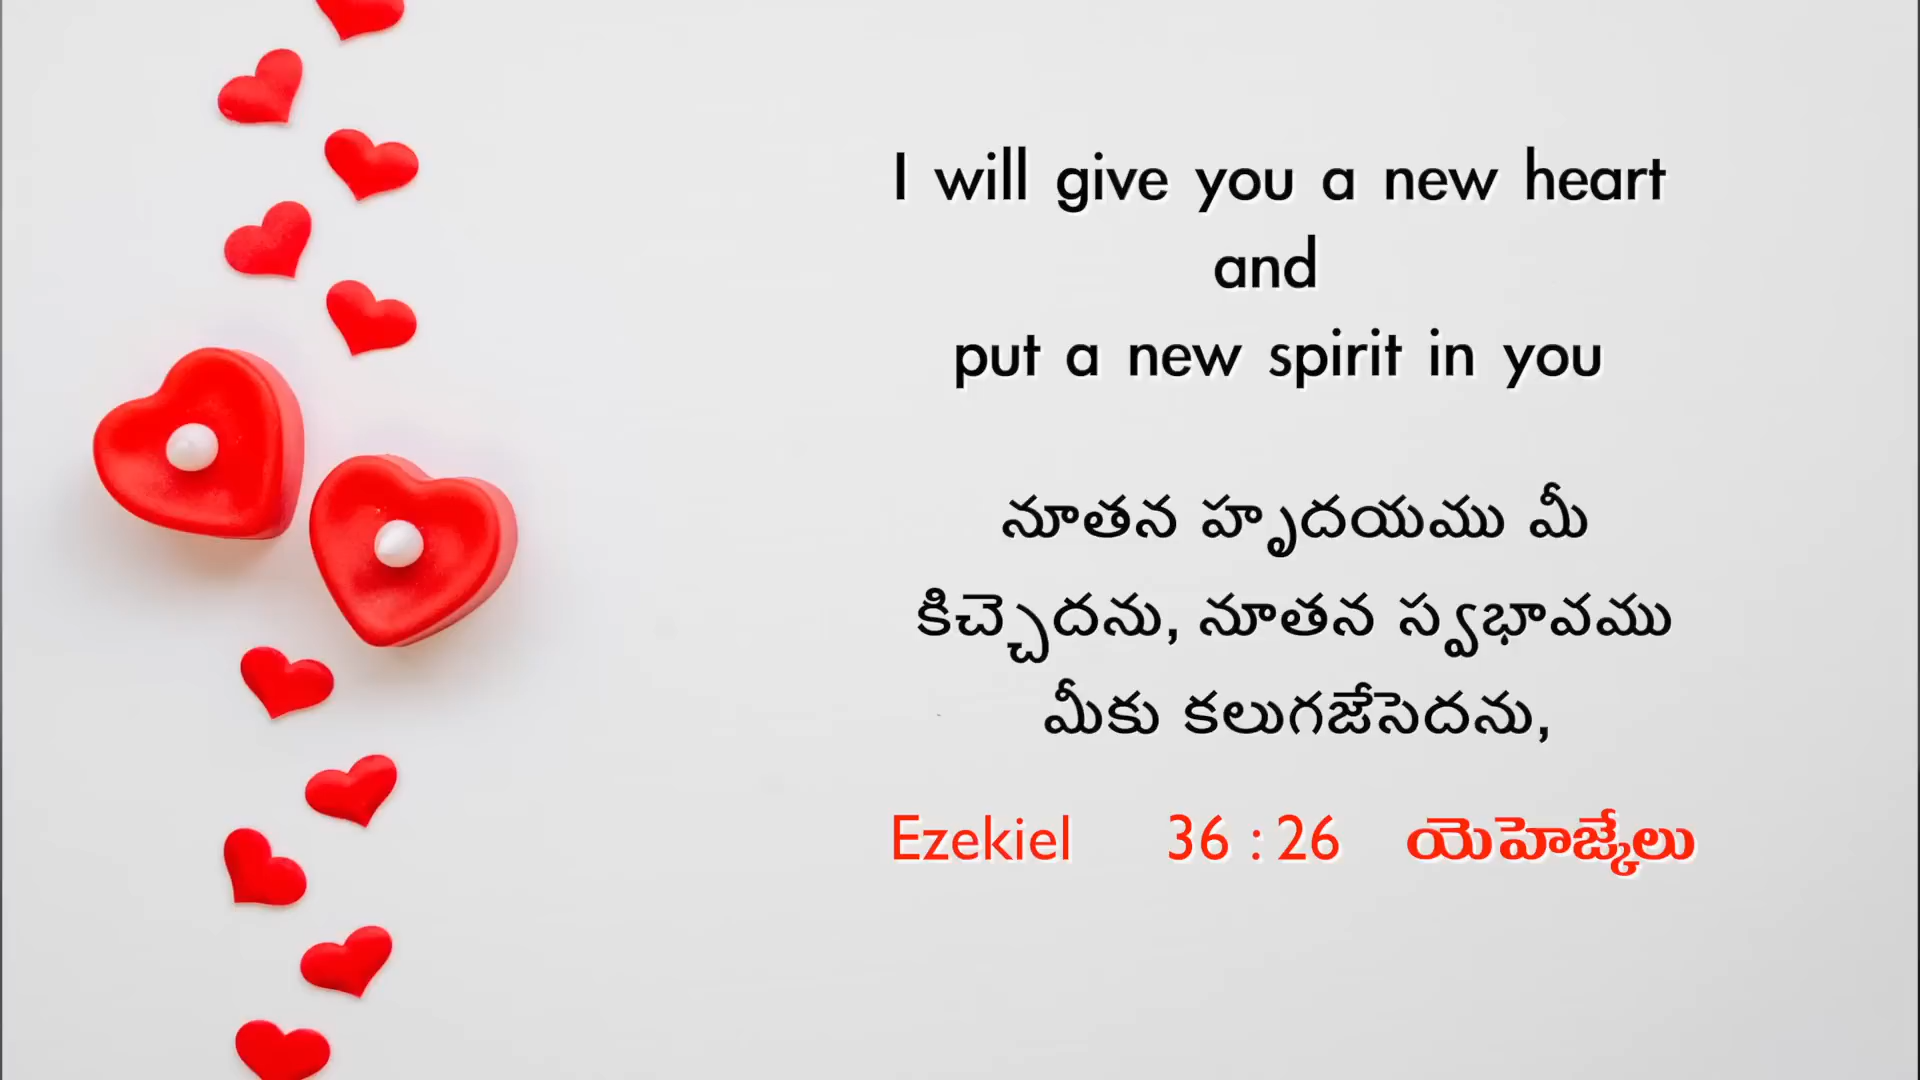 I will give you a new heart
and
put a new spirit in you
నూతన హృదయము మీ
కిచ్చెదను, నూతన స్వభావము
మీకు కలుగజేసెదను,
Ezekiel 36 : 26 యెహెజ్కేలు